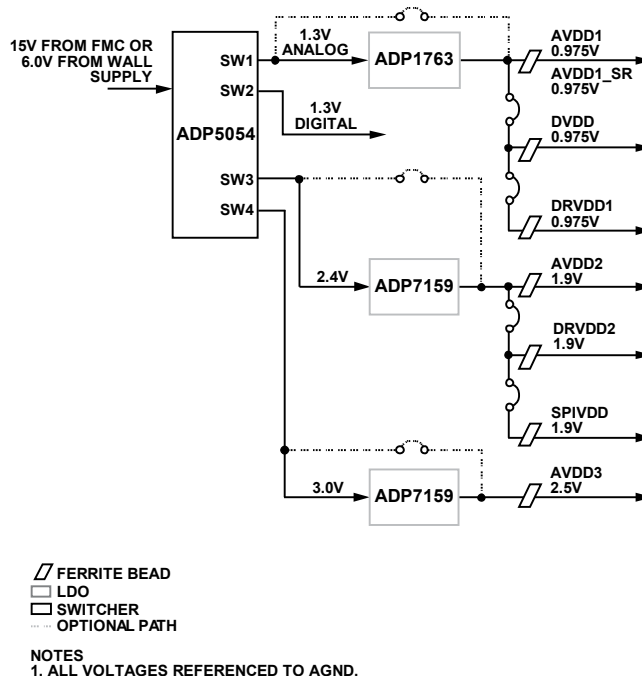 15V FROM FMC OR
6.0V FROM WALL
SUPPLY
ADP5054
SW1
SW2
SW3
SW4
1.3V
ANALOG
1.3V
DIGITAL
ADP1763
AVDD1
0.975V
AVDD1_SR
0.975V
DVDD
0.975V
DRVDD1
0.975V
2.4V
ADP7159
AVDD2
1.9V
DRVDD2
1.9V
SPIVDD
1.9V
3.0V
ADP7159
AVDD3
2.5V
FERRITE BEAD
LDO
SWITCHER
OPTIONAL PATH
NOTES
1. ALL VOLTAGES REFERENCED TO AGND.